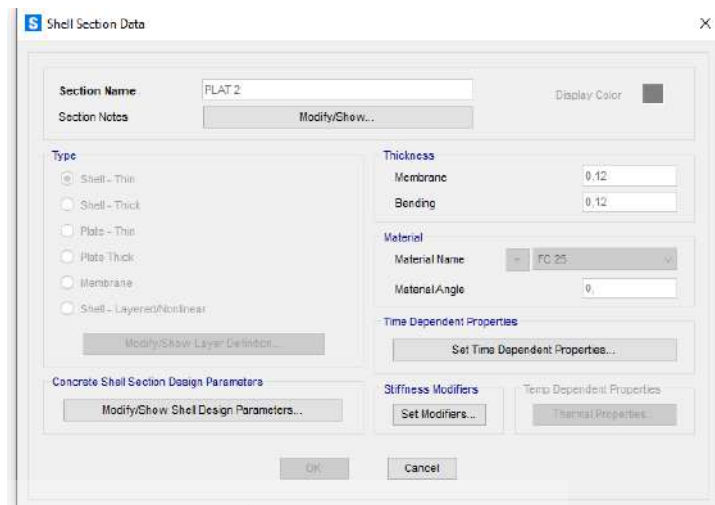 S Shell Section Data
Section Name PLAT 2 Display Color
Section Notes Modify/Show...
Type
Shell - Thin
Shell - Thick
Plate - Thin
Plate Thick
Membrane
Shell - Layered/Nonlinear
Modify/Show Layer Definition...
Concrete Shell Section Design Parameters
Modify/Show Shell Design Parameters...
Thickness
Membrane 0,12
Bending 0,12
Material
Material Name + FC 25
Material Angle 0,
Time Dependent Properties
Set Time Dependent Properties...
Stiffness Modifiers
Set Modifiers...
Temp Dependent Properties
Thermal Properties...
OK Cancel